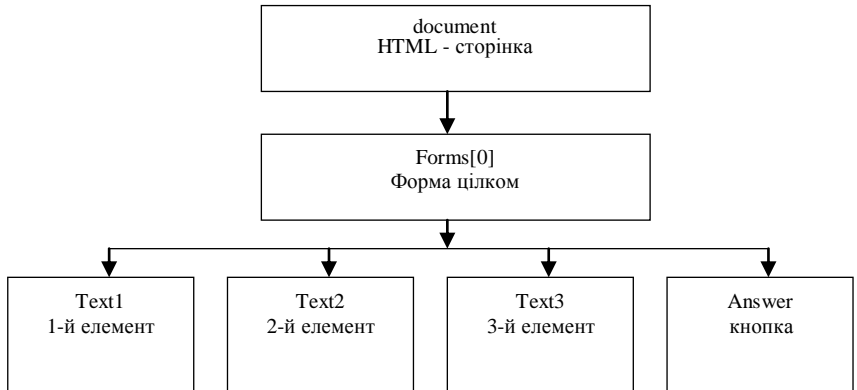 document
HTML - сторінка
Forms[0]
Форма цілком
Text1
1-й елемент
Text2
2-й елемент
Text3
3-й елемент
Answer
кнопка